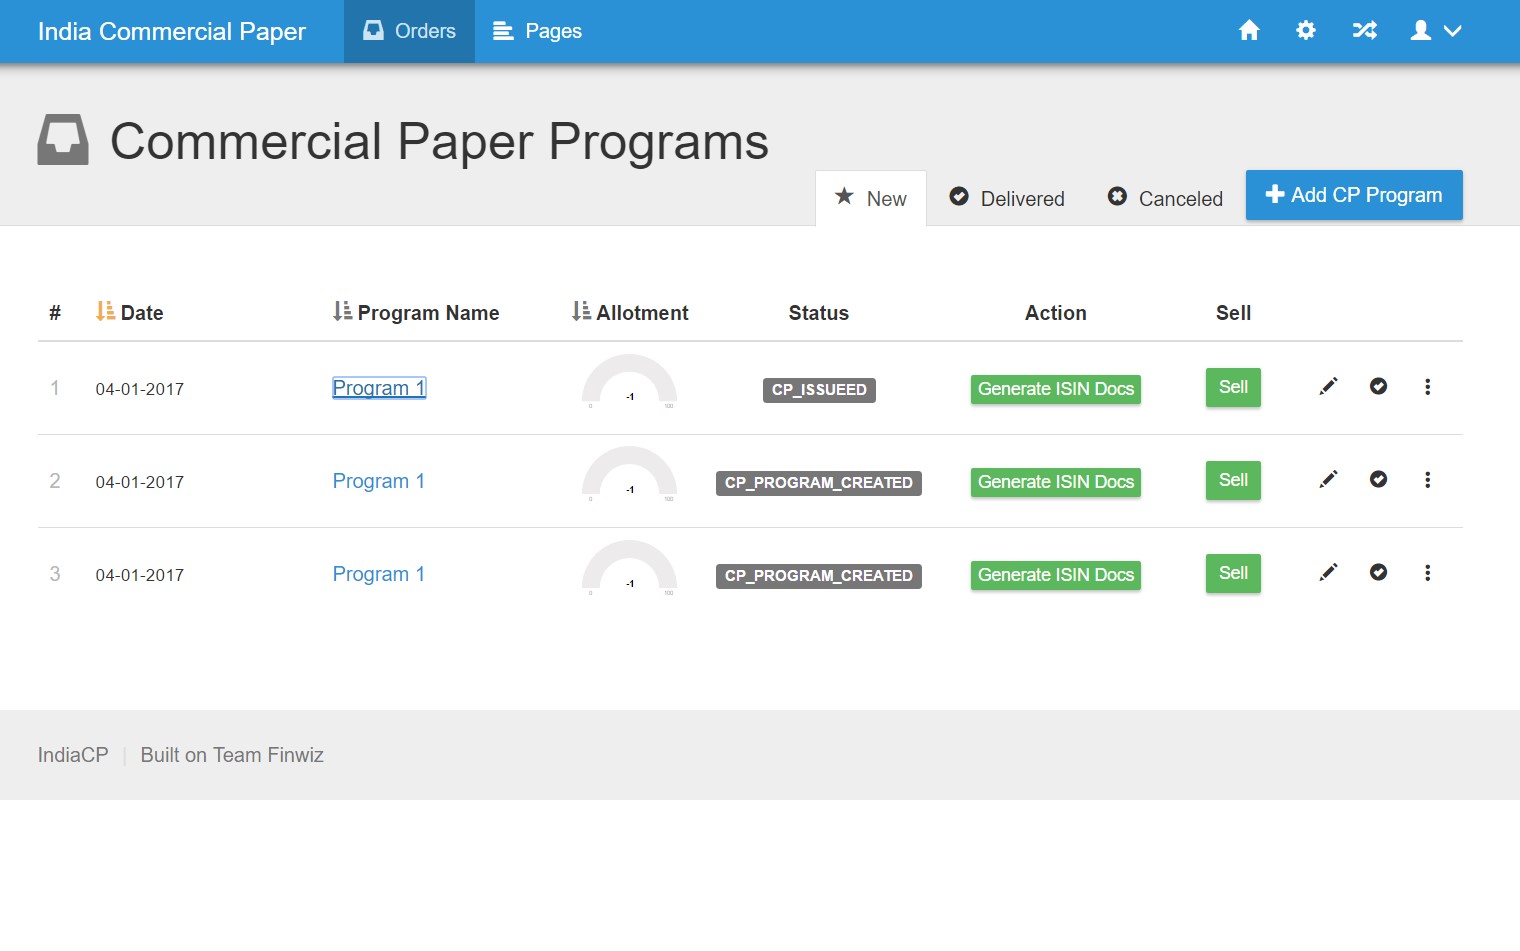 India Commercial Paper Orders Pages
Commercial Paper Programs
New Delivered Canceled Add CP Program
# Date Program Name Allotment Status Action Sell
1 04-01-2017 Program 1 -1 0 100 CP_ISSUEED Generate ISIN Docs Sell
2 04-01-2017 Program 1 -1 0 100 CP_PROGRAM_CREATED Generate ISIN Docs Sell
3 04-01-2017 Program 1 -1 0 100 CP_PROGRAM_CREATED Generate ISIN Docs Sell
IndiaCP | Built on Team Finwiz